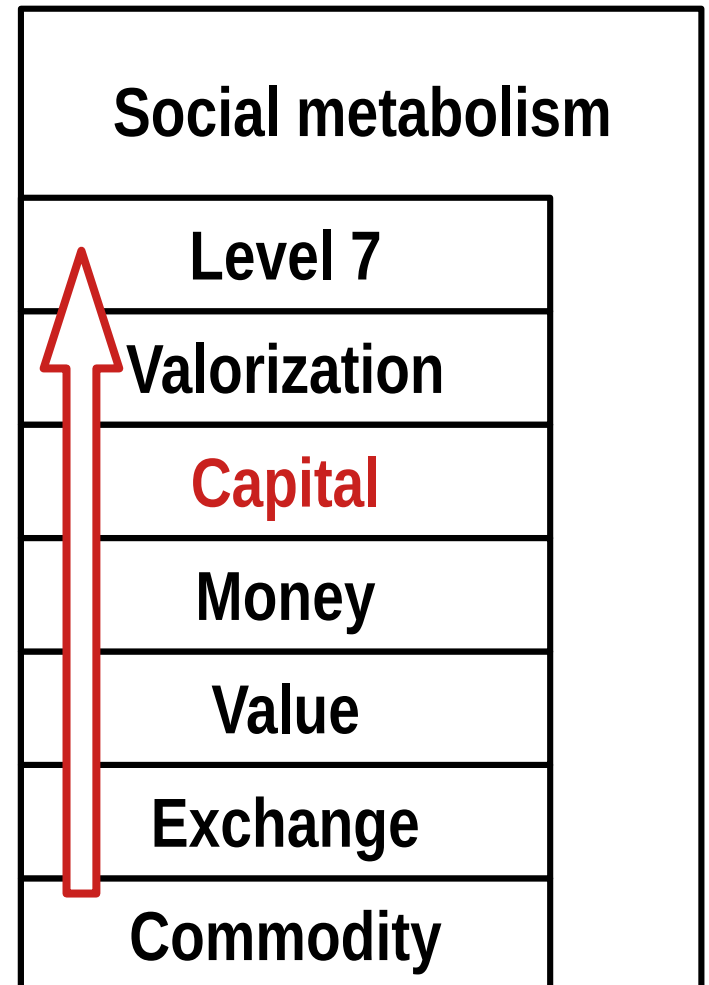 Social metabolism
Level 7
Valorization
Capital
Money
Value
Exchange
Commodity